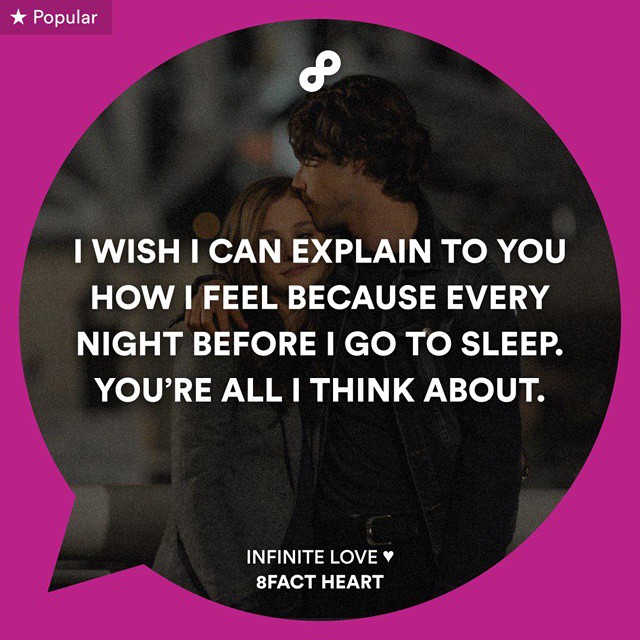 ★ Popular
I WISH I CAN EXPLAIN TO YOU
HOW I FEEL BECAUSE EVERY
NIGHT BEFORE I GO TO SLEEP.
YOU’RE ALL I THINK ABOUT.
INFINITE LOVE ♥
8FACT HEART